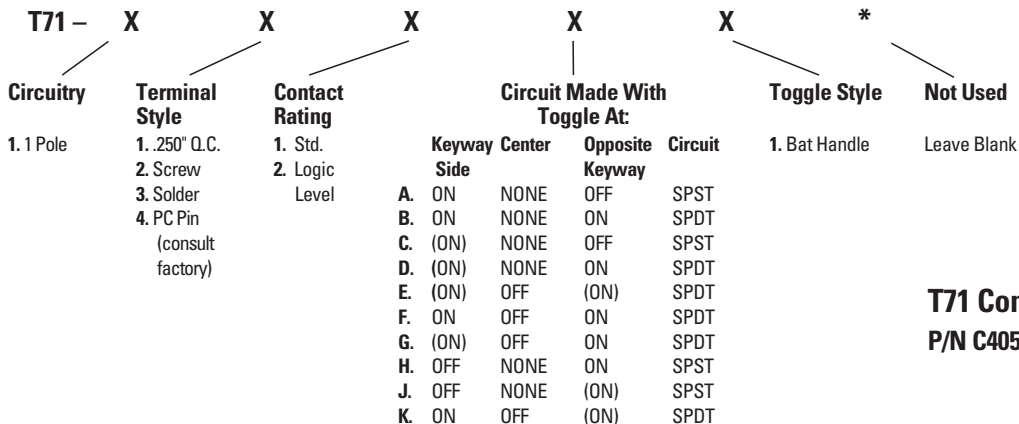 T71 – X X X X X *
Circuitry
1. 1 Pole
Terminal
Style
1. .250" Q.C.
2. Screw
3. Solder
4. PC Pin
(consult
factory)
Contact
Rating
1. Std.
2. Logic
Level
Circuit Made With
Toggle At:
Keyway Center Opposite Circuit
Side Keyway
A. ON NONE OFF SPST
B. ON NONE ON SPDT
C. (ON) NONE OFF SPST
D. (ON) NONE ON SPDT
E. (ON) OFF (ON) SPDT
F. ON OFF ON SPDT
G. (ON) OFF ON SPDT
H. OFF NONE ON SPST
J. OFF NONE (ON) SPST
K. ON OFF (ON) SPDT
Toggle Style
1. Bat Handle
Not Used
Leave Blank
T71 Cor
P/N C405